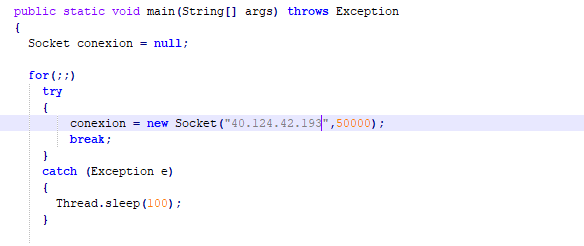 public static void main(String[] args) throws Exception
{
Socket conexion = null;
for(;;)
try
{
conexion = new Socket("40.124.42.193",50000);
break;
}
catch (Exception e)
{
Thread.sleep(100);
}